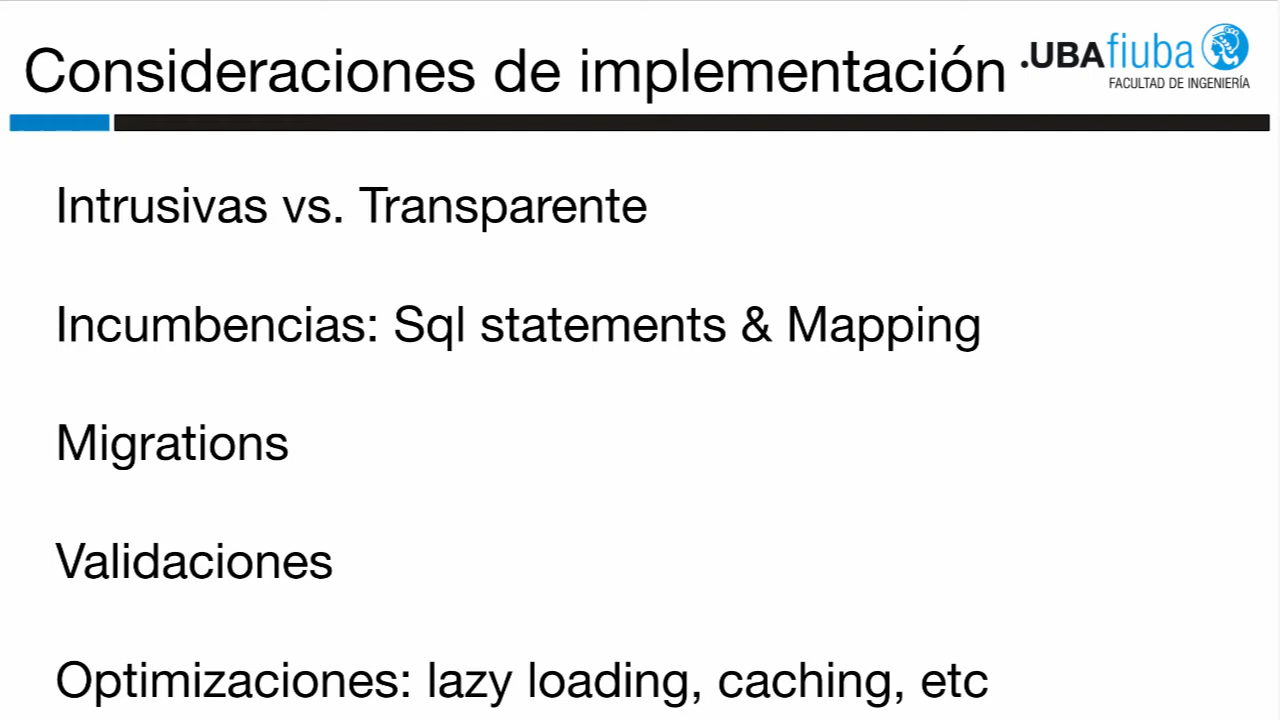 Consideraciones de implementación
.UBAfiuba
FACULTAD DE INGENIERÍA
Intrusivas vs. Transparente
Incumbencias: Sql statements & Mapping
Migrations
Validaciones
Optimizaciones: lazy loading, caching, etc